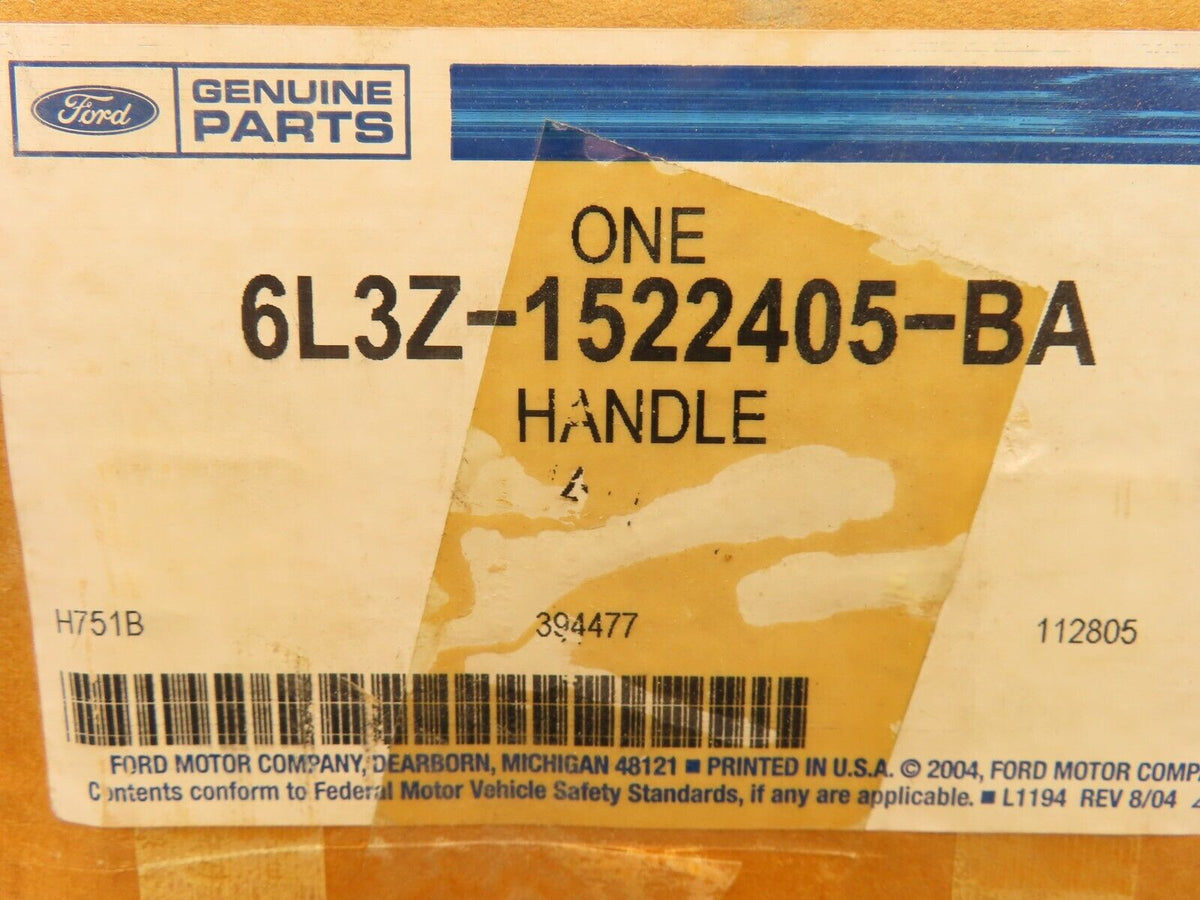 Ford
GENUINE
PARTS
ONE
6L3Z-1522405-BA
HANDLE
H751B 394477 112805
FORD MOTOR COMPANY, DEARBORN, MICHIGAN 48121 ■ PRINTED IN U.S.A. © 2004, FORD MOTOR COMPA
Contents conform to Federal Motor Vehicle Safety Standards, if any are applicable. ■ L1194 REV 8/04